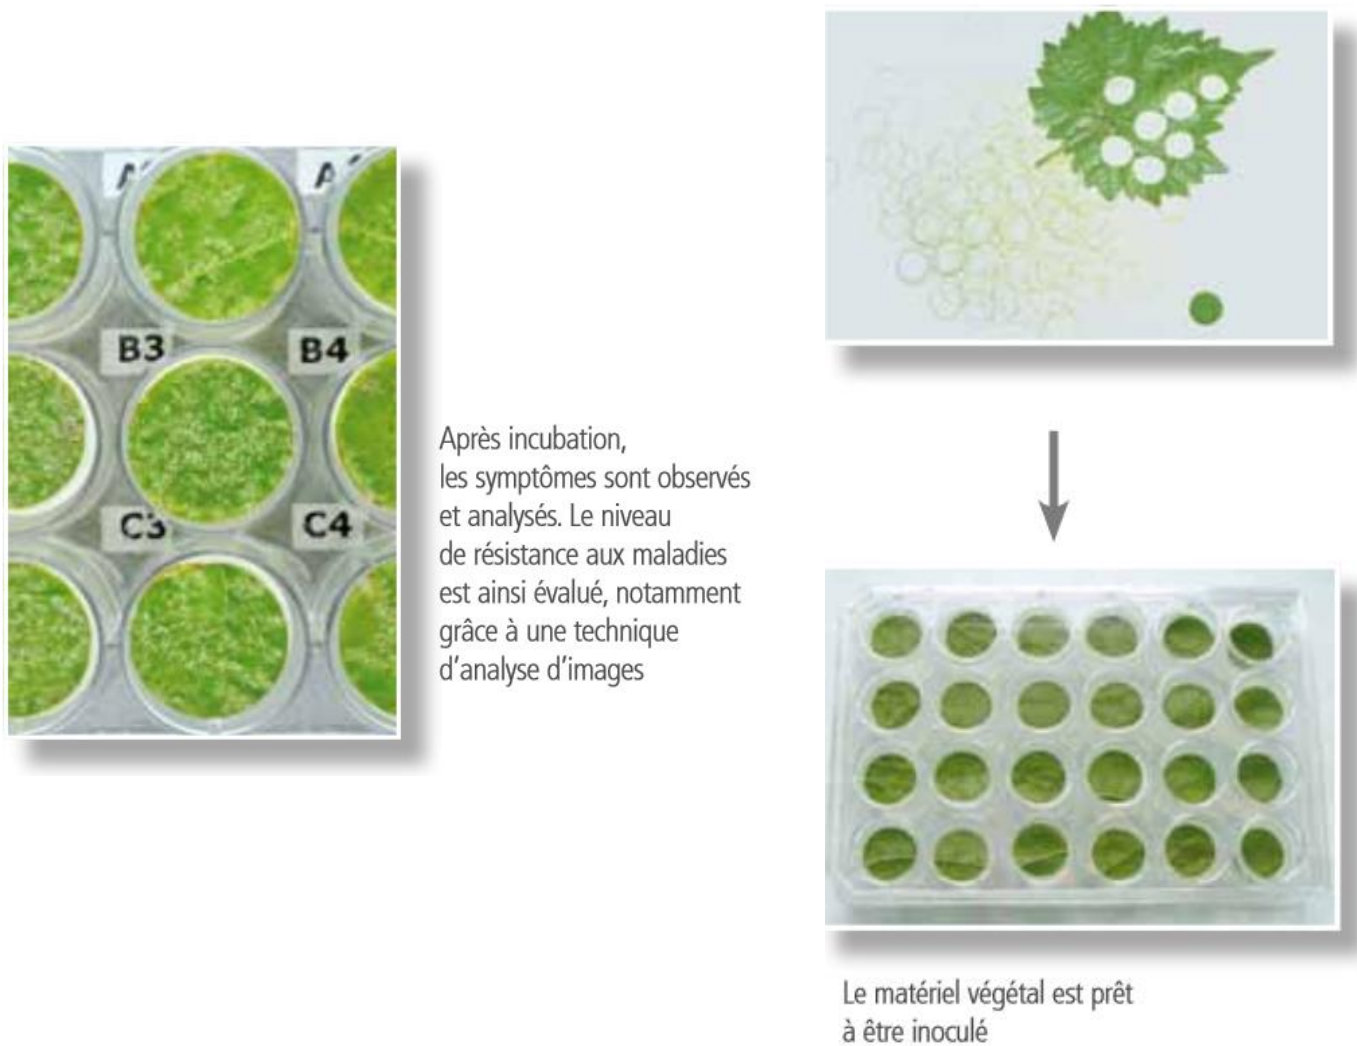 B3
B4
C3
C4
Après incubation,
les symptômes sont observés
et analysés. Le niveau
de résistance aux maladies
est ainsi évalué, notamment
grâce à une technique
d'analyse d'images
Le matériel végétal est prêt
à être inoculé